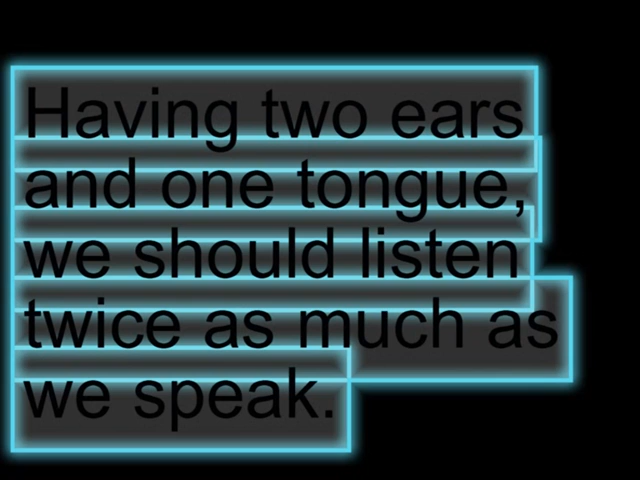 Having two ears
and one tongue,
we should listen
twice as much as
we speak.